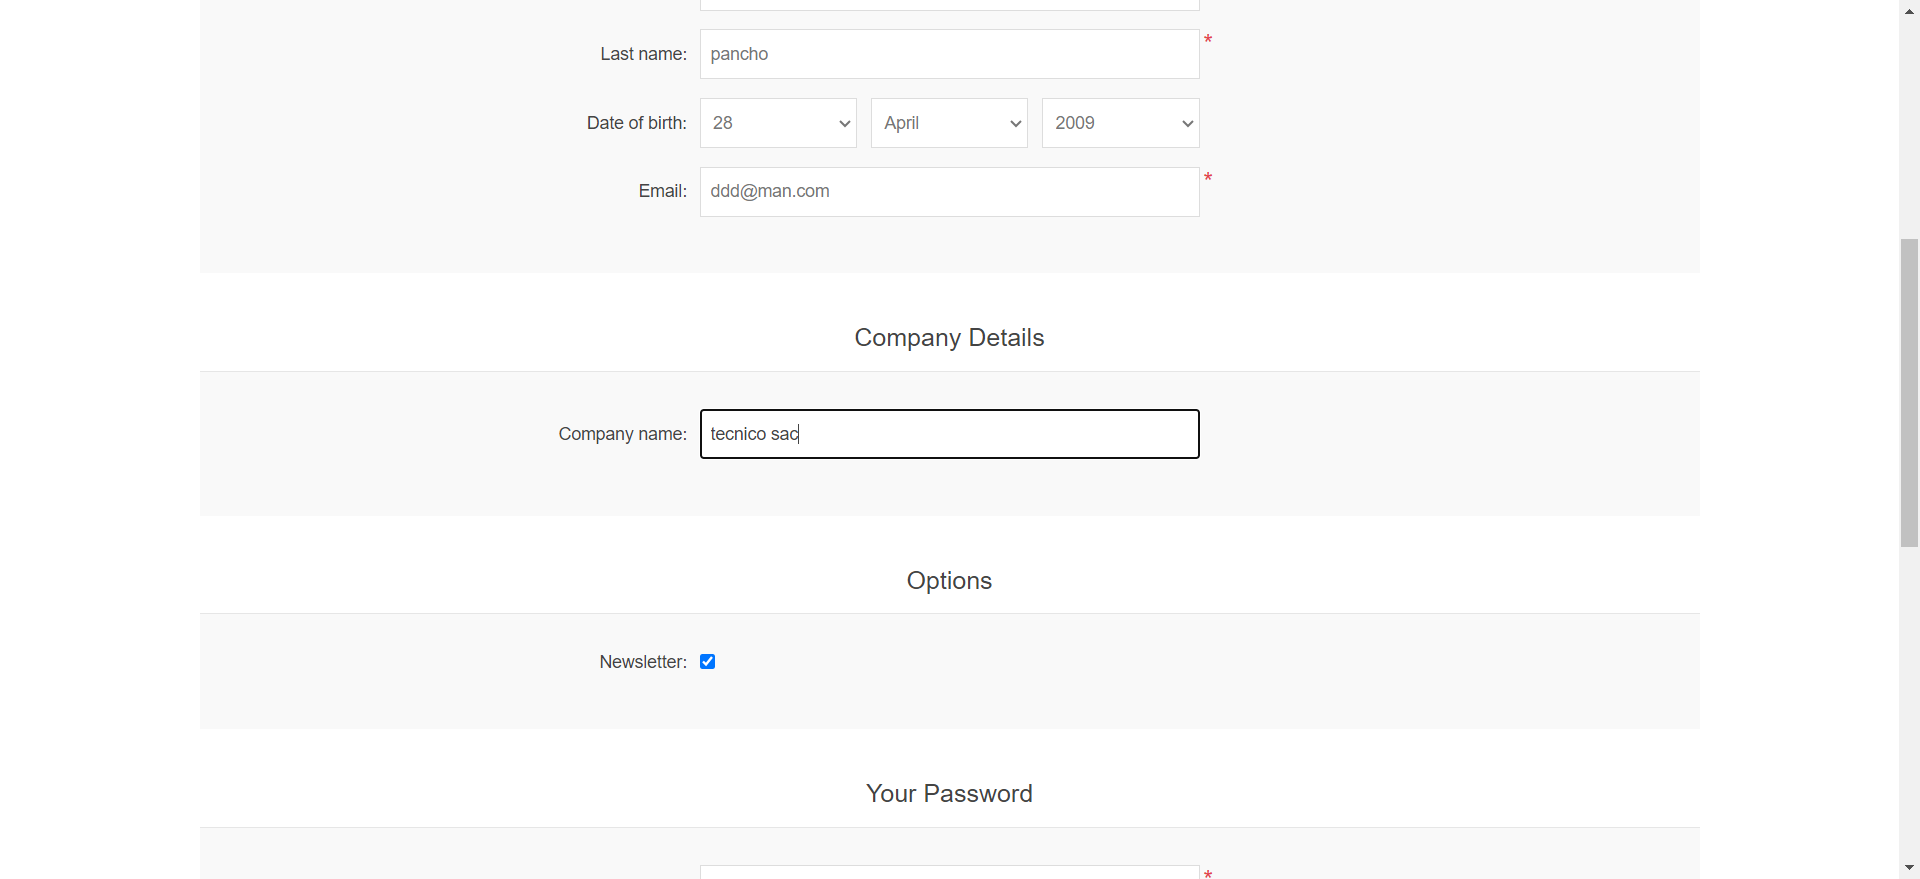 Last name: pancho *
Date of birth: 28 April 2009
Email: ddd@man.com *
Company Details
Company name: tecnico sac
Options
Newsletter:
Your Password
*